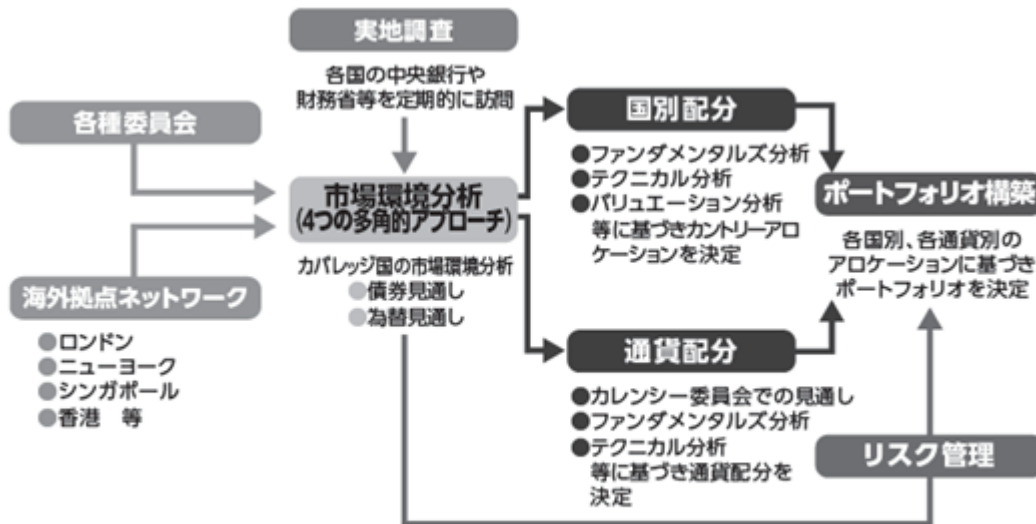 実地調査
各国の中央銀行や
財務省等を定期的に訪問
各種委員会
海外拠点ネットワーク
●ロンドン
●ニューヨーク
●シンガポール
●香港 等
市場環境分析
(4つの多角的アプローチ)
カバレッジ国の市場環境分析
●債券見通し
●為替見通し
国別配分
●ファンダメンタルズ分析
●テクニカル分析
●バリュエーション分析
等に基づきカントリーアロ
ケーションを決定
通貨配分
●カレンシー委員会での見通し
●ファンダメンタルズ分析
●テクニカル分析
等に基づき通貨配分を
決定
ポートフォリオ構築
各国別、各通貨別の
アロケーションに基づき
ポートフォリオを決定
リスク管理